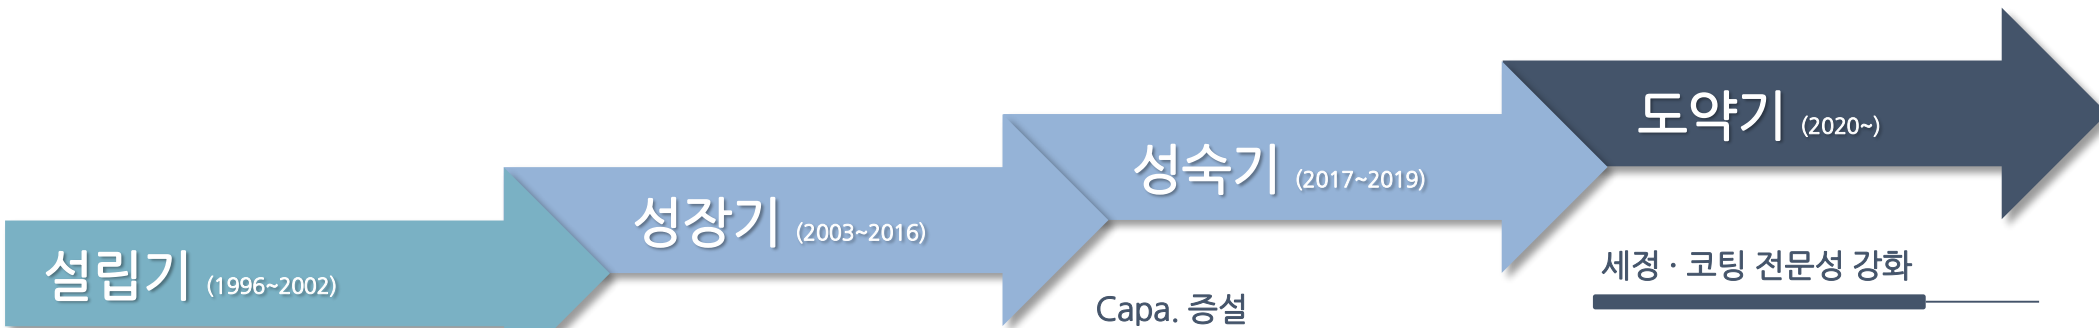 설립기 (1996~2002)
성장기 (2003~2016)
성숙기 (2017~2019)
도약기 (2020~)
Capa. 증설
세정 · 코팅 전문성 강화